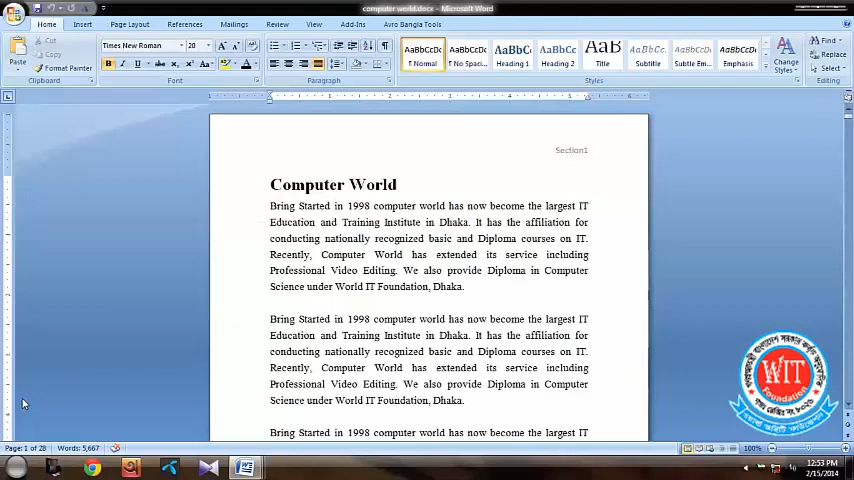 computer world.docx - Microsoft Word
Home
Insert
Page Layout
References
Mailings
Review
View
Add-Ins
Avro Bangla Tools
Paste
Cut
Copy
Format Painter
Clipboard
Times New Roman
20
B I U abc x₂ x² Aa
Font
Paragraph
AaBbCcDc AaBbCcDc AaBbC AaBbCc AaB AaBbCcL AaBbCcDc AaBbCcDt
¶ Normal
¶ No Spaci...
Heading 1
Heading 2
Title
Subtitle
Subtle Em...
Emphasis
Styles
Change Styles
Find
Replace
Select
Editing
Section1
Computer World
Bring Started in 1998 computer world has now become the largest IT
Education and Training Institute in Dhaka. It has the affiliation for
conducting nationally recognized basic and Diploma courses on IT.
Recently, Computer World has extended its service including
Professional Video Editing. We also provide Diploma in Computer
Science under World IT Foundation, Dhaka.
Bring Started in 1998 computer world has now become the largest IT
Education and Training Institute in Dhaka. It has the affiliation for
conducting nationally recognized basic and Diploma courses on IT.
Recently, Computer World has extended its service including
Professional Video Editing. We also provide Diploma in Computer
Science under World IT Foundation, Dhaka.
Bring Started in 1998 computer world has now become the largest IT
WIT
Foundation
Page: 1 of 28
Words: 5,667
100%
12:53 PM
2/15/2014